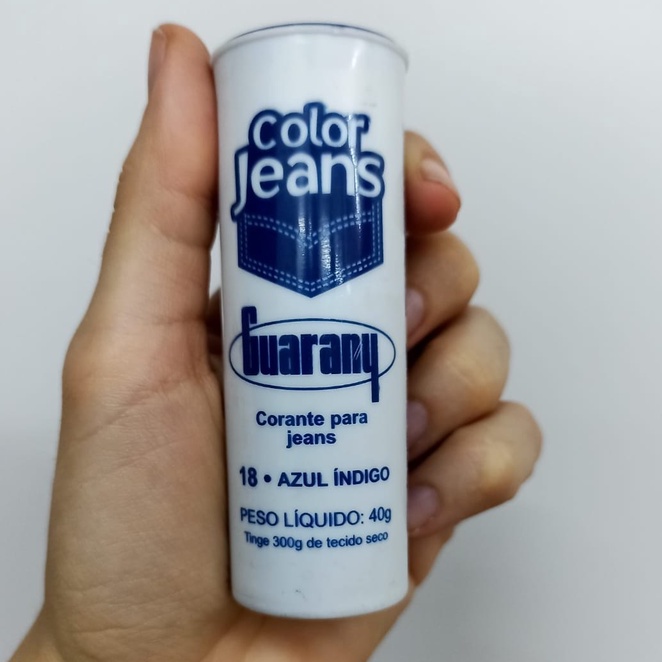 Color
Jeans
Guarany
Corante para
jeans
18 • AZUL ÍNDIGO
PESO LÍQUIDO: 40g
Tinge 300g de tecido seco